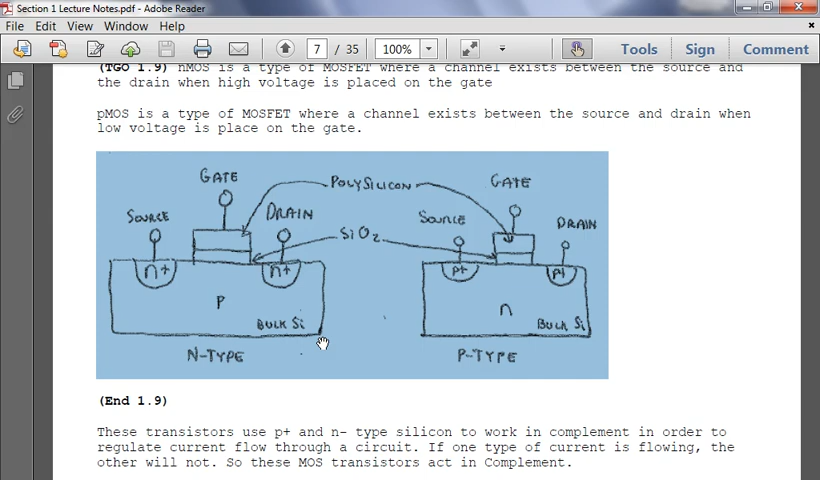 Section 1 Lecture Notes.pdf - Adobe Reader
File Edit View Window Help
7 / 35 100% Tools Sign Comment
(TGO 1.9) nMOS is a type of MOSFET where a channel exists between the source and
the drain when high voltage is placed on the gate
pMOS is a type of MOSFET where a channel exists between the source and drain when
low voltage is place on the gate.
GATE POLYSILICON GATE
SOURCE DRAIN SOURCE DRAIN
SiO2
n+ n+ p+ p+
P n
BULK Si BULK Si
N-TYPE P-TYPE
(End 1.9)
These transistors use p+ and n- type silicon to work in complement in order to
regulate current flow through a circuit. If one type of current is flowing, the
other will not. So these MOS transistors act in Complement.